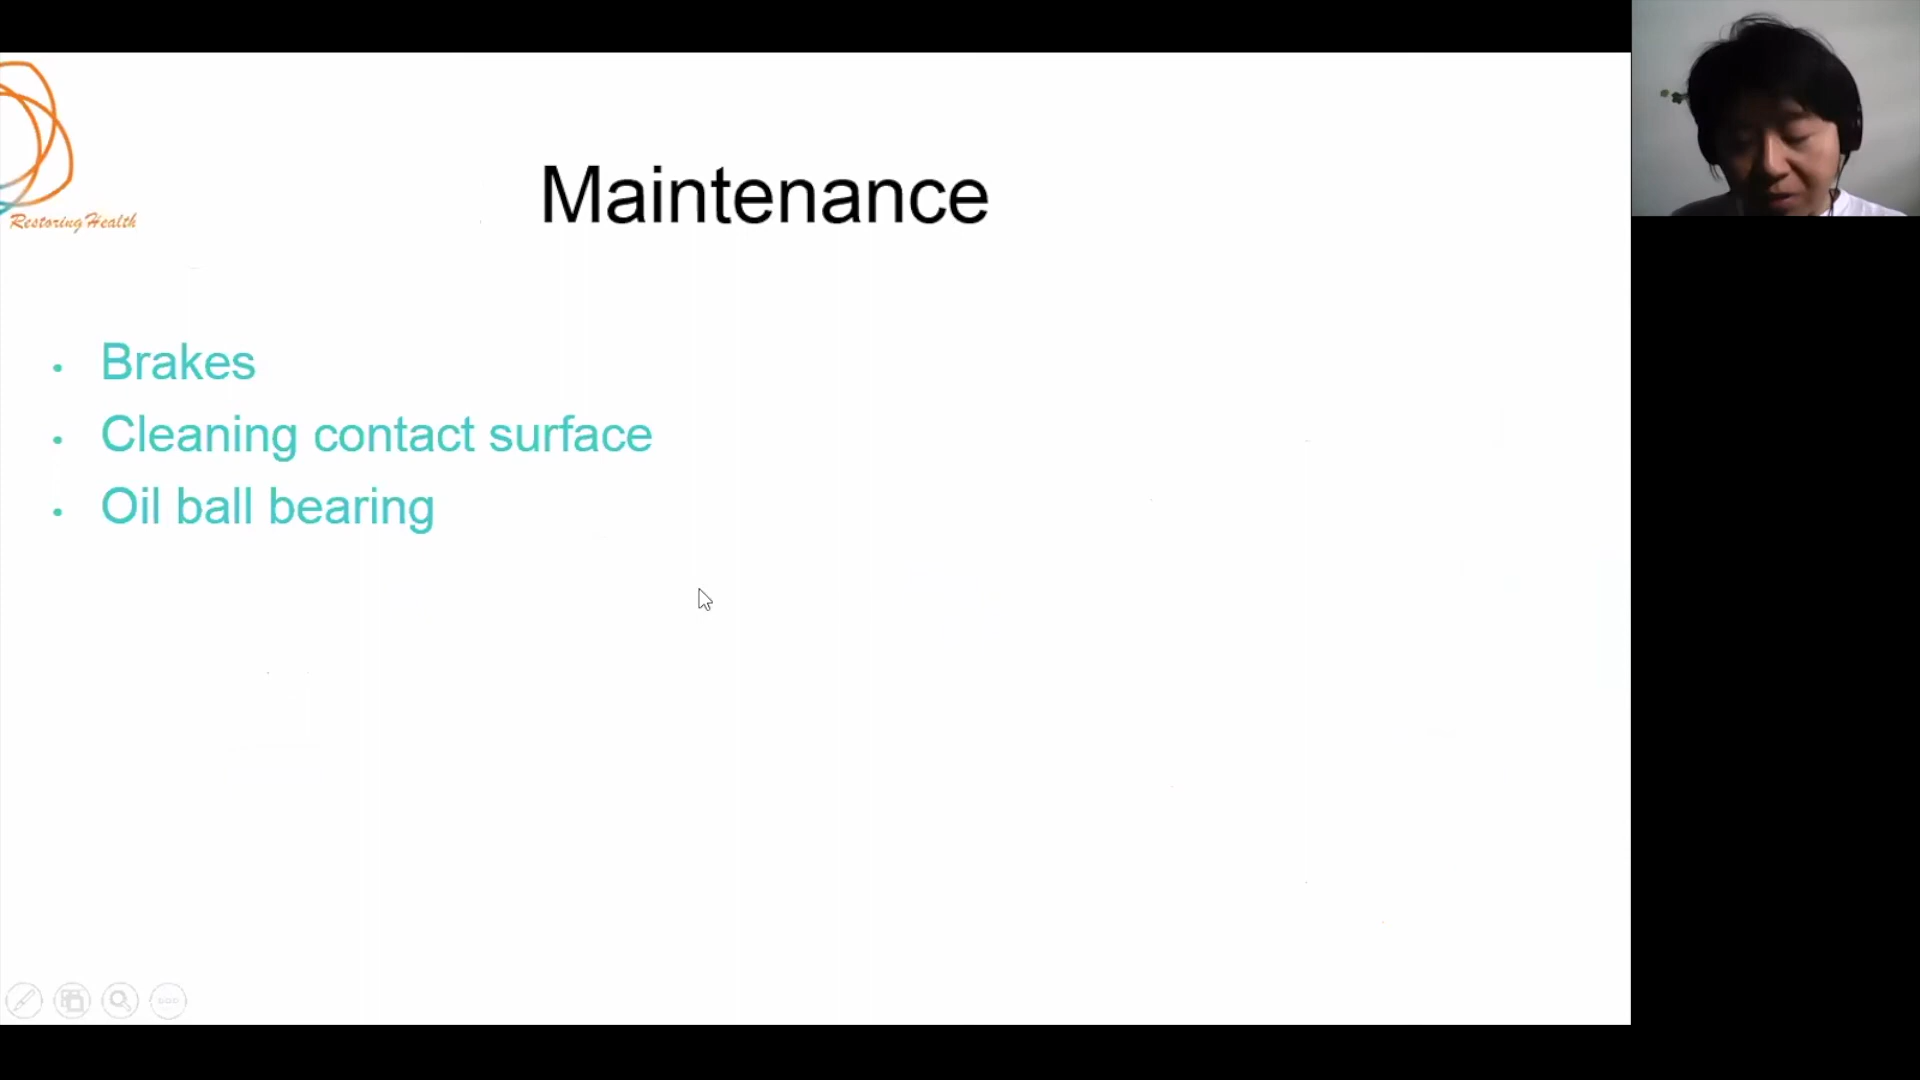 Restoring Health
Maintenance
• Brakes
• Cleaning contact surface
• Oil ball bearing